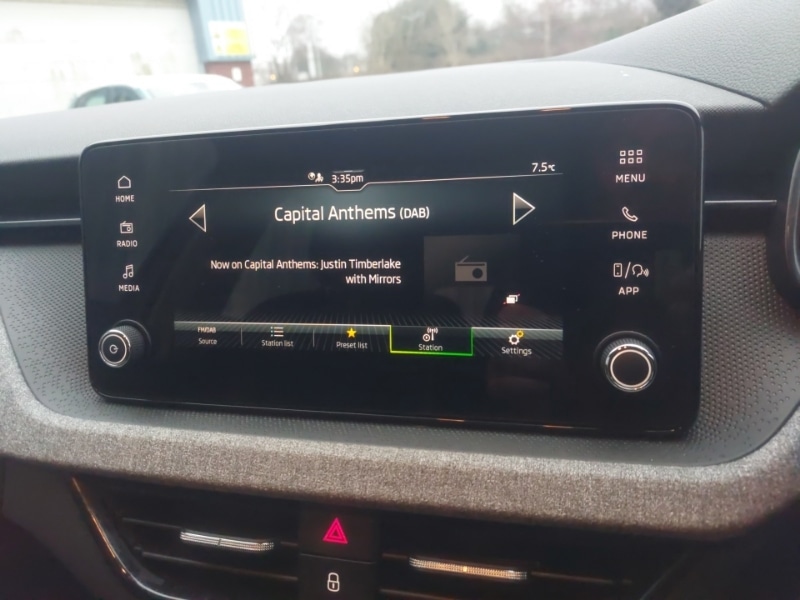 3:35pm
7.5°C
HOME
RADIO
MEDIA
Capital Anthems (DAB)
Now on Capital Anthems: Justin Timberlake
with Mirrors
FM/DAB
Source
Station list
Preset list
Station
Settings
MENU
PHONE
APP